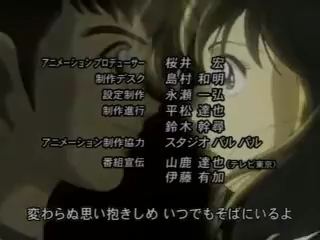 アニメーションプロデューサー 桜井 宏
制作デスク 島村 和明
設定制作 永瀬 一弘
制作進行 平松 達也
鈴木 幹尋
アニメーション制作協力 スタジオ パル パル
番組宣伝 山鹿 達也(テレビ東京)
伊藤 有加
変わらぬ思い抱きしめ いつでもそばにいるよ